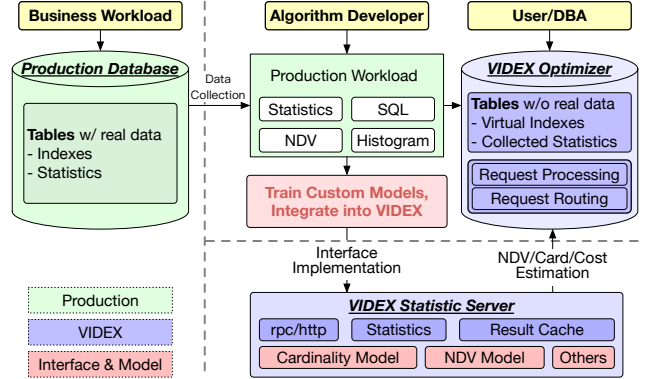 Business Workload
Algorithm Developer
User/DBA
Production Database
Tables w/ real data
- Indexes
- Statistics
Data
Collection
Production Workload
Statistics
SQL
NDV
Histogram
VIDEX Optimizer
Tables w/o real data
- Virtual Indexes
- Collected Statistics
Request Processing
Request Routing
Train Custom Models,
Integrate into VIDEX
Interface
Implementation
NDV/Card/Cost
Estimation
Production
VIDEX
Interface & Model
VIDEX Statistic Server
rpc/http
Statistics
Result Cache
Cardinality Model
NDV Model
Others